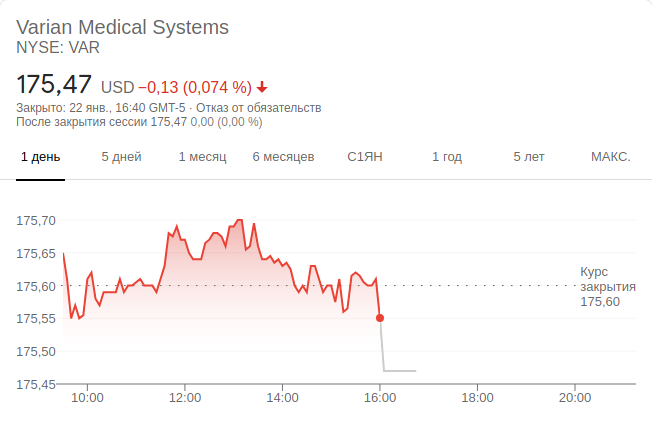 Varian Medical Systems
NYSE: VAR
175,47 USD −0,13 (0,074 %)
Закрыто: 22 янв., 16:40 GMT-5 · Отказ от обязательств
После закрытия сессии 175,47 0,00 (0,00 %)
1 день 5 дней 1 месяц 6 месяцев С1ЯН 1 год 5 лет МАКС.
175,70
175,65
175,60
175,55
175,50
175,45
Курс
закрытия
175,60
10:00 12:00 14:00 16:00 18:00 20:00